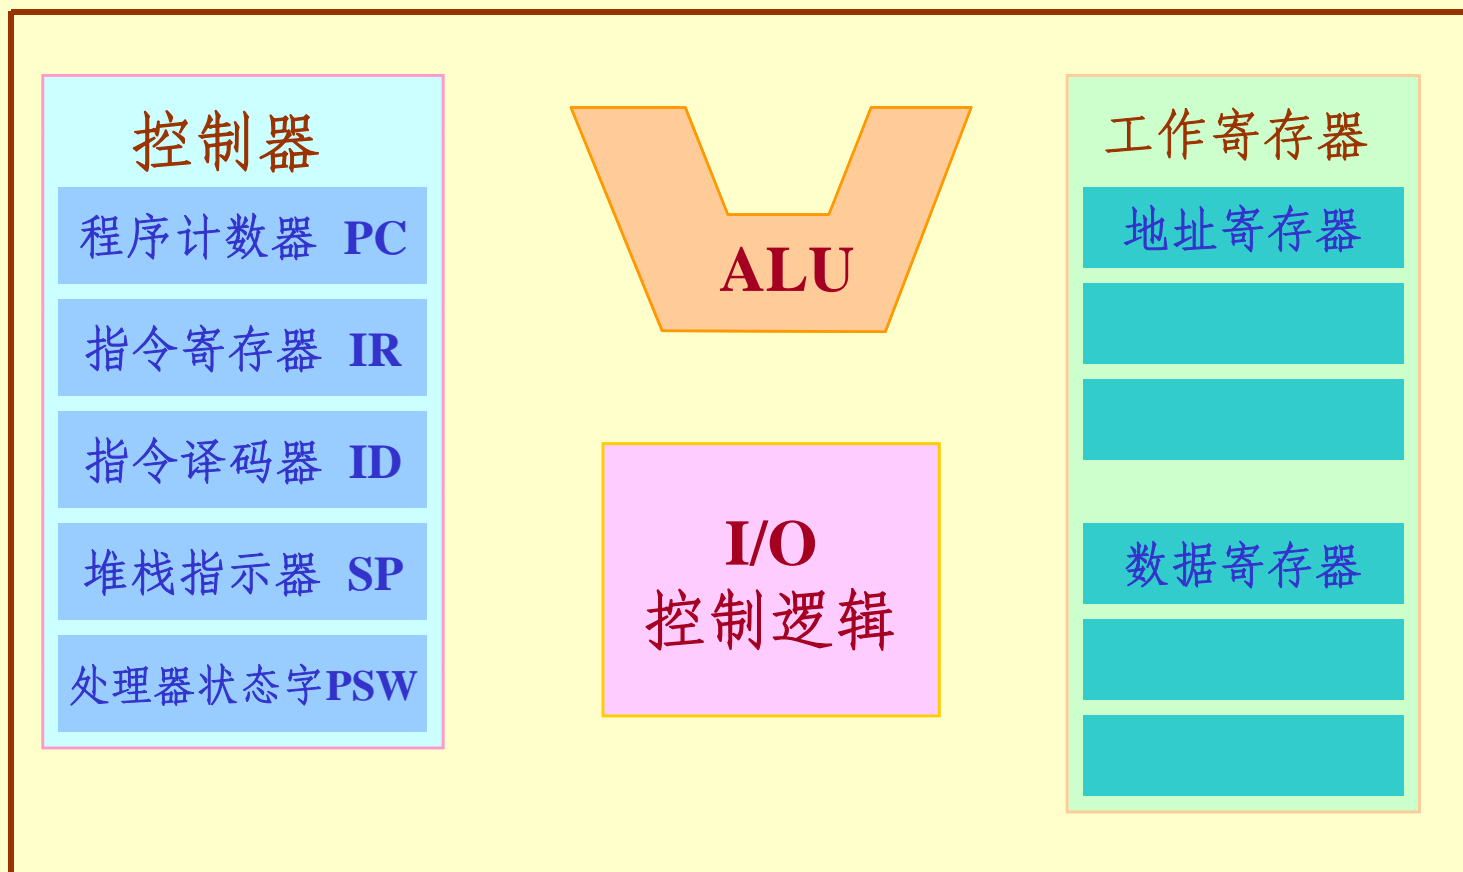 控制器
程序计数器 PC
指令寄存器 IR
指令译码器 ID
堆栈指示器 SP
处理器状态字PSW
ALU
I/O
控制逻辑
工作寄存器
地址寄存器
数据寄存器